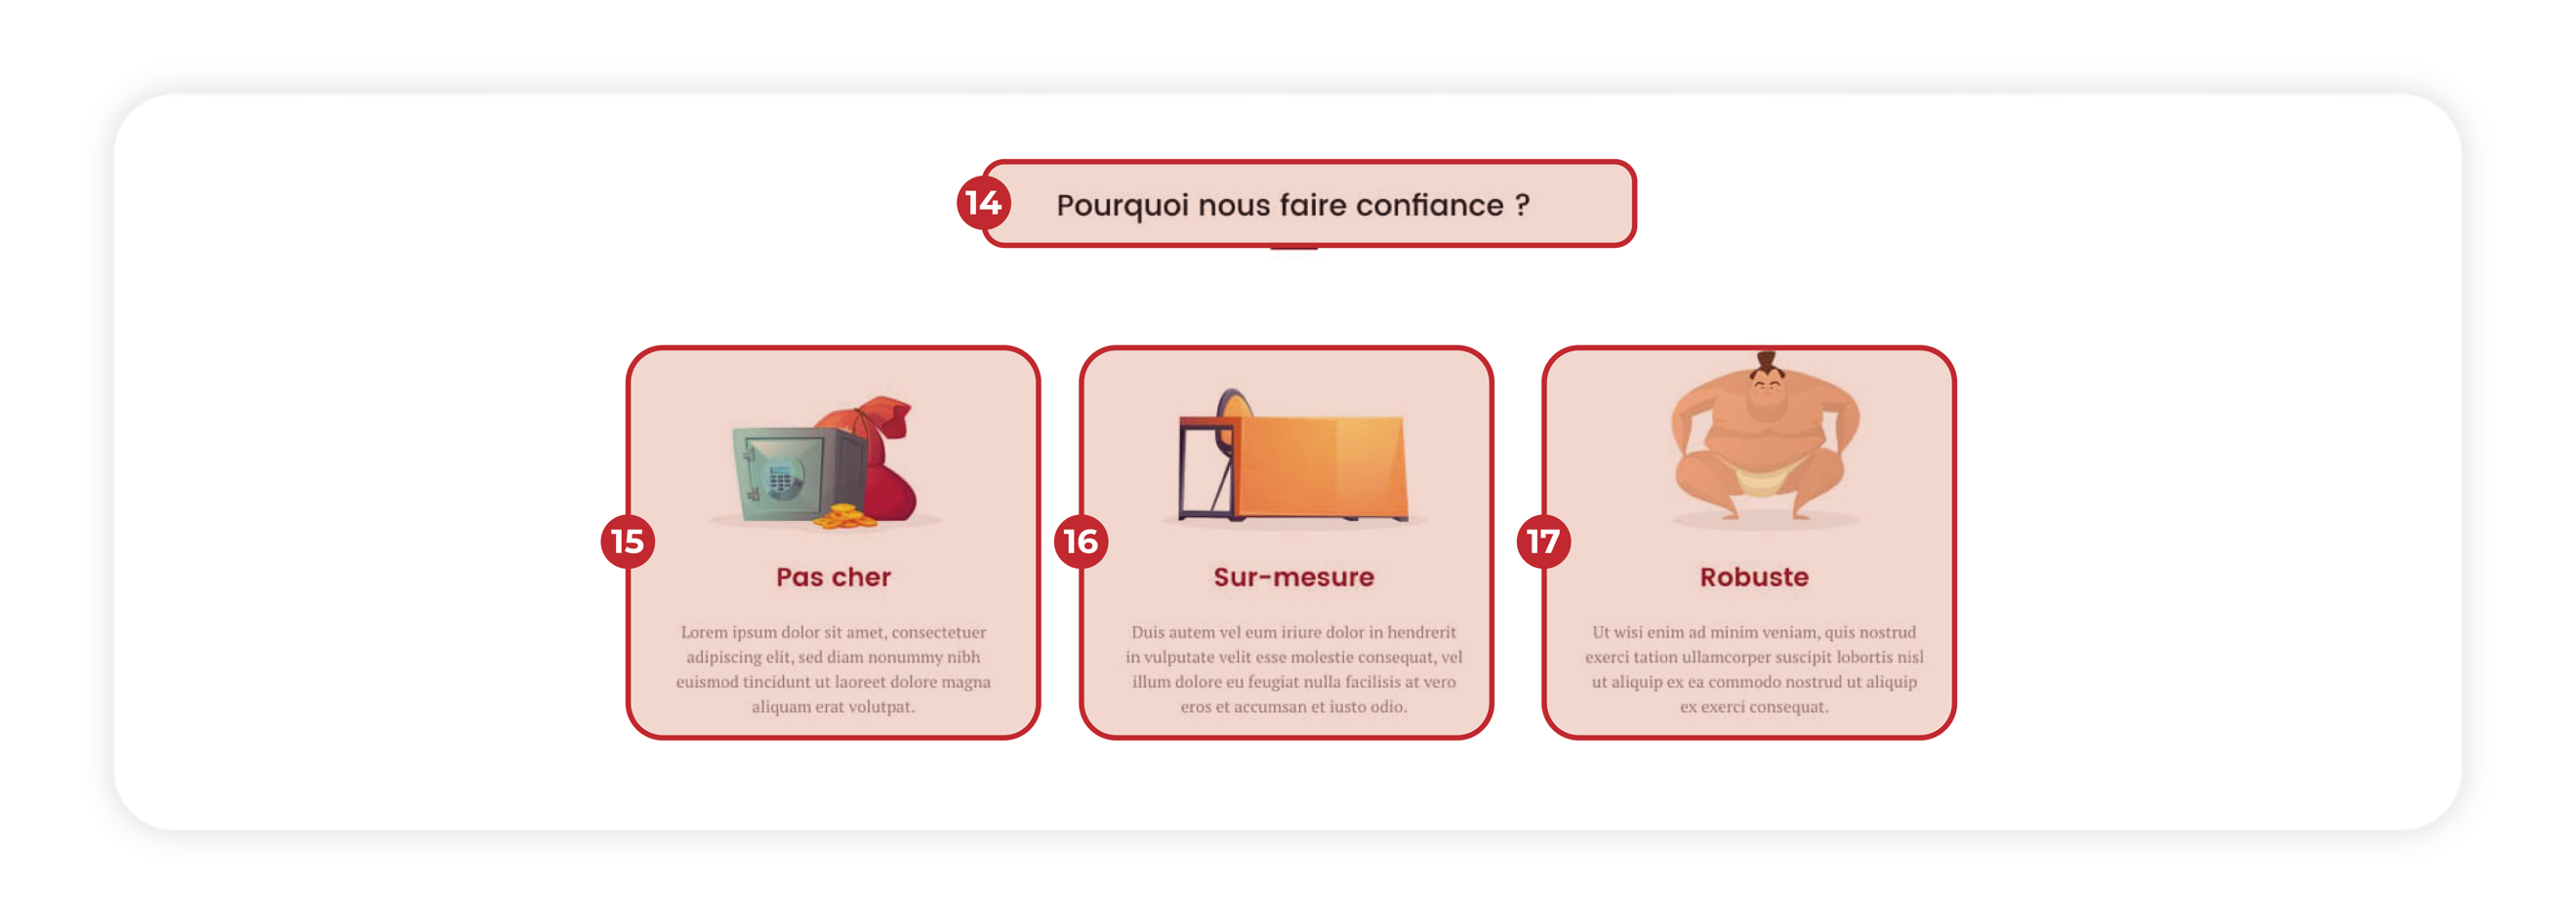 14
Pourquoi nous faire confiance ?
15
Pas cher
Lorem ipsum dolor sit amet, consectetuer
adipiscing elit, sed diam nonummy nibh
euismod tincidunt ut laoreet dolore magna
aliquam erat volutpat.
16
Sur-mesure
Duis autem vel eum iriure dolor in hendrerit
in vulputate velit esse molestie consequat, vel
illum dolore eu feugiat nulla facilisis at vero
eros et accumsan et iusto odio.
17
Robuste
Ut wisi enim ad minim veniam, quis nostrud
exerci tation ullamcorper suscipit lobortis nisl
ut aliquip ex ea commodo nostrud ut aliquip
ex exerci consequat.